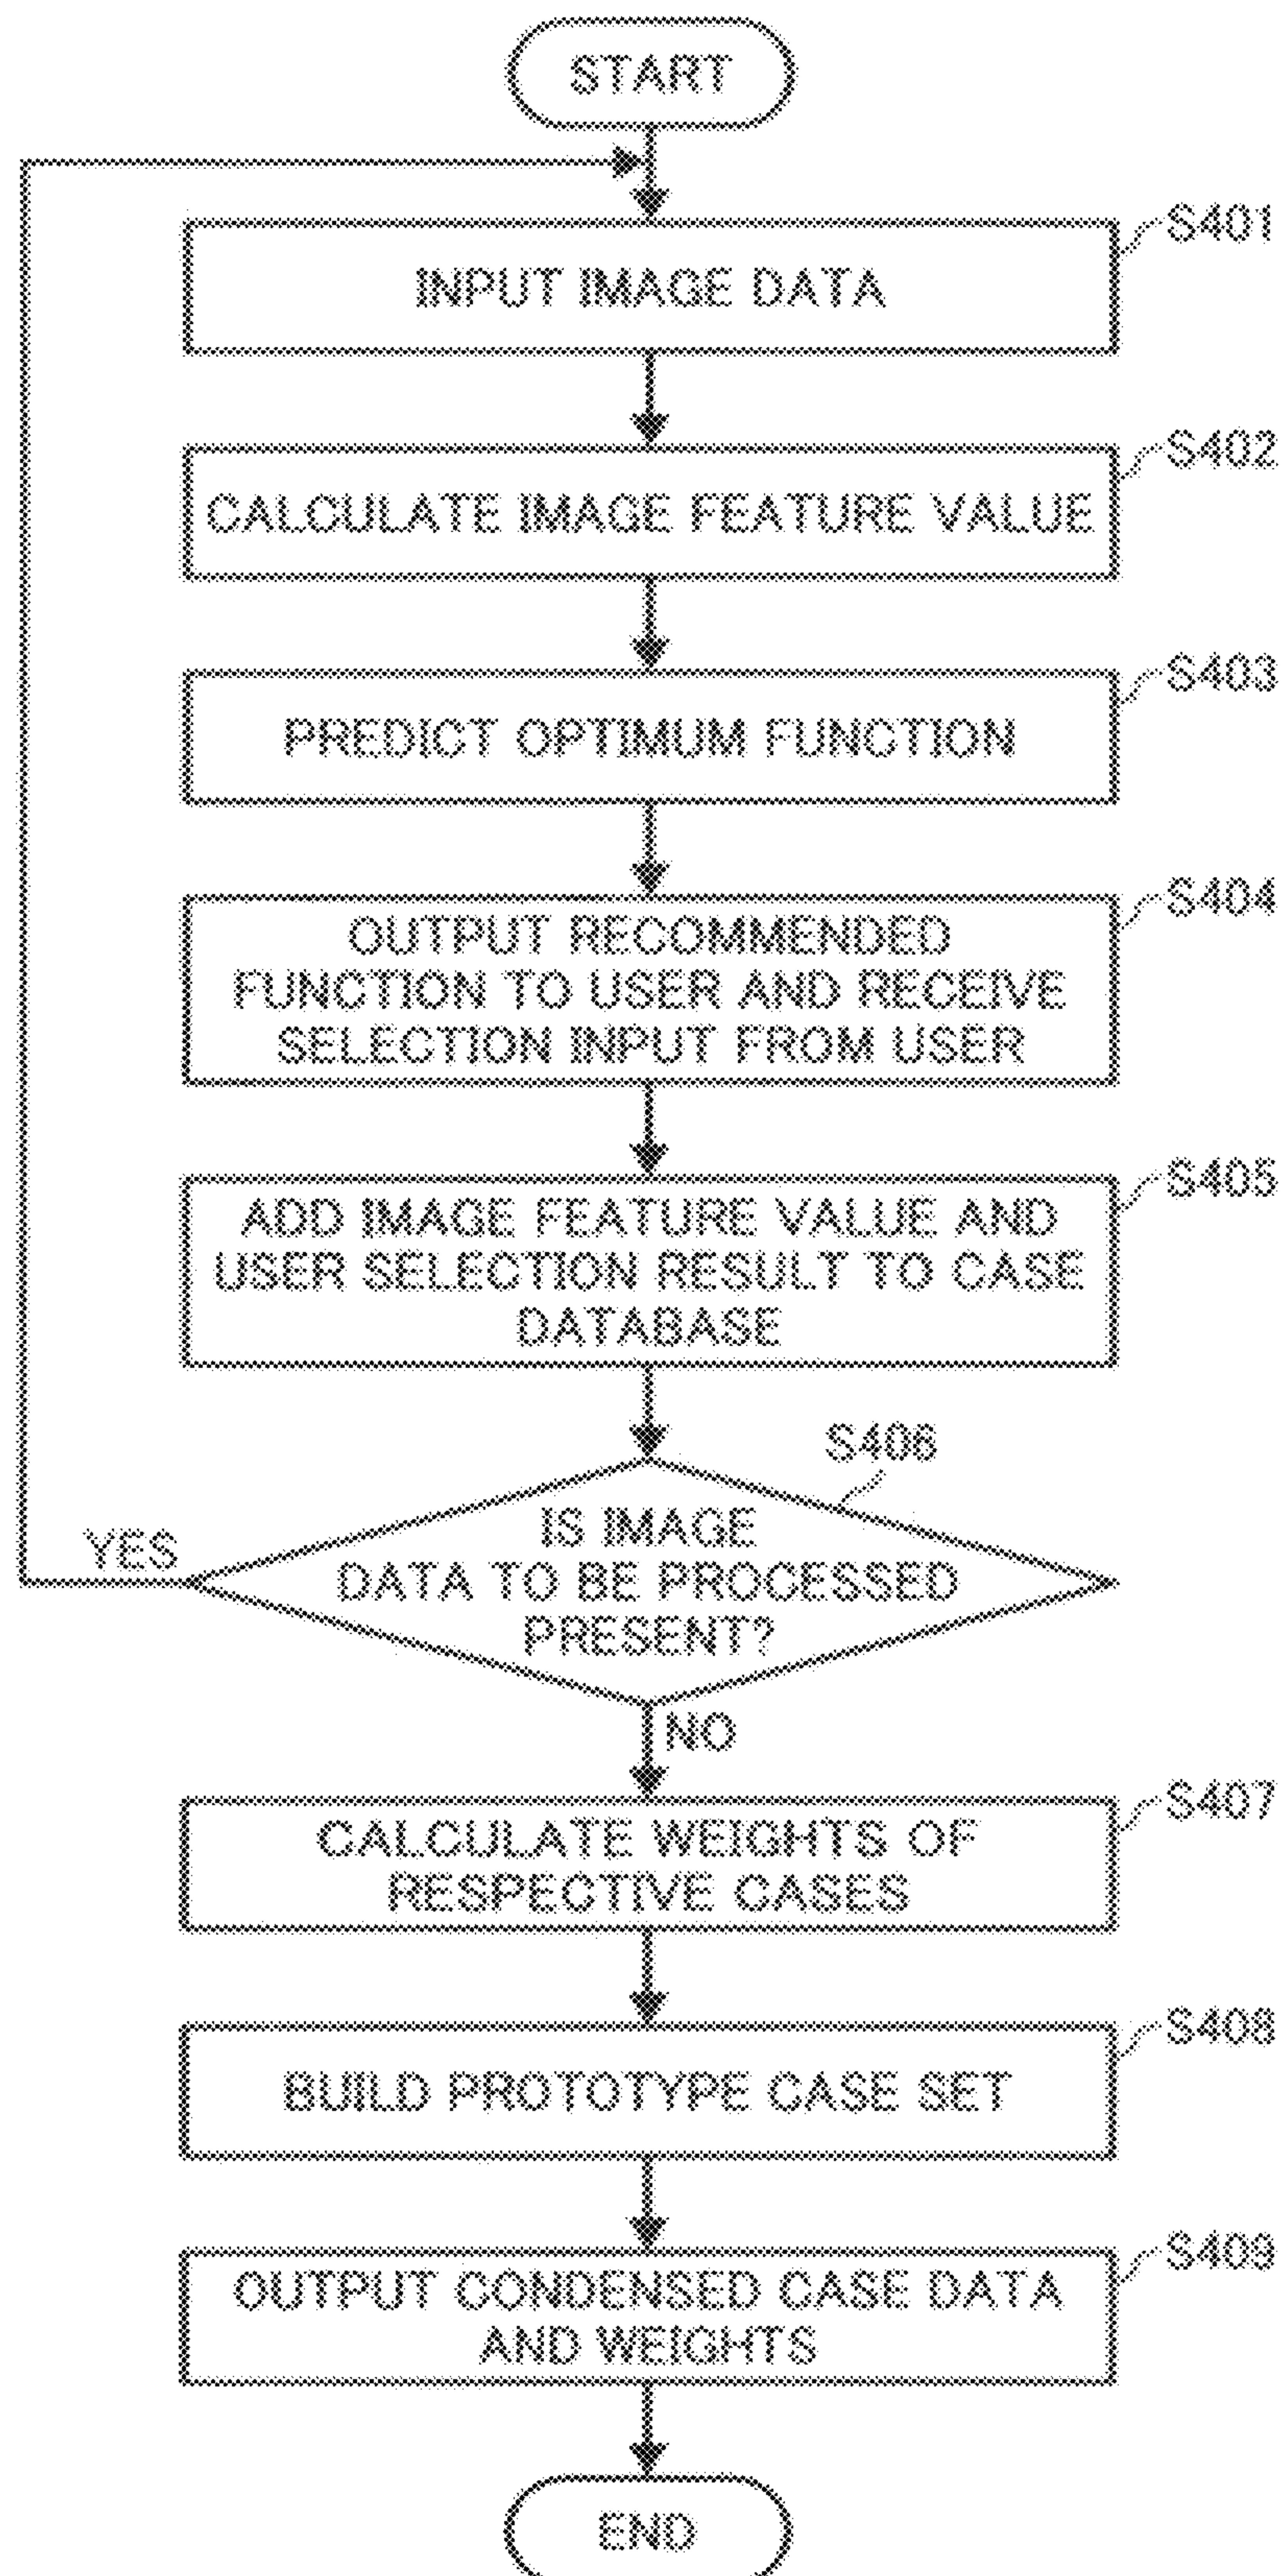 START
S401
INPUT IMAGE DATA
S402
CALCULATE IMAGE FEATURE VALUE
S403
PREDICT OPTIMUM FUNCTION
S404
OUTPUT RECOMMENDED
FUNCTION TO USER AND RECEIVE
SELECTION INPUT FROM USER
S405
ADD IMAGE FEATURE VALUE AND
USER SELECTION RESULT TO CASE
DATABASE
S406
IS IMAGE
DATA TO BE PROCESSED
PRESENT?
YES
NO
S407
CALCULATE WEIGHTS OF
RESPECTIVE CASES
S408
BUILD PROTOTYPE CASE SET
S409
OUTPUT CONDENSED CASE DATA
AND WEIGHTS
END